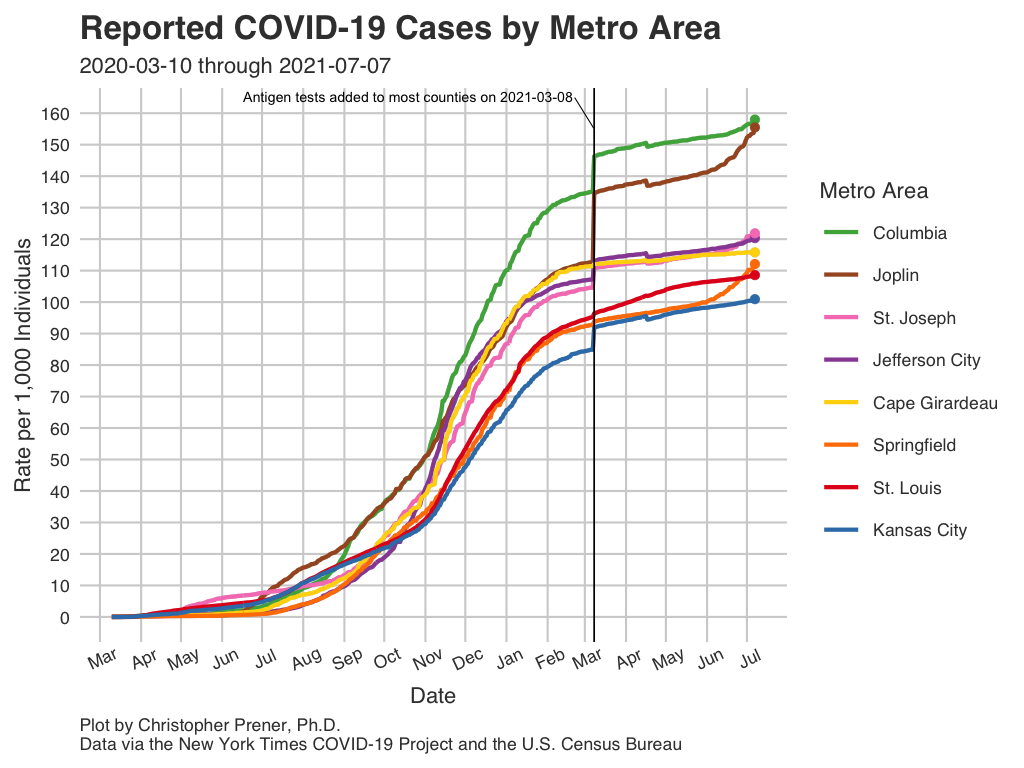 Reported COVID-19 Cases by Metro Area
2020-03-10 through 2021-07-07
Antigen tests added to most counties on 2021-03-08
Rate per 1,000 Individuals
160
150
140
130
120
110
100
90
80
70
60
50
40
30
20
10
0
Mar Apr May Jun Jul Aug Sep Oct Nov Dec Jan Feb Mar Apr May Jun Jul
Date
Metro Area
Columbia
Joplin
St. Joseph
Jefferson City
Cape Girardeau
Springfield
St. Louis
Kansas City
Plot by Christopher Prener, Ph.D.
Data via the New York Times COVID-19 Project and the U.S. Census Bureau